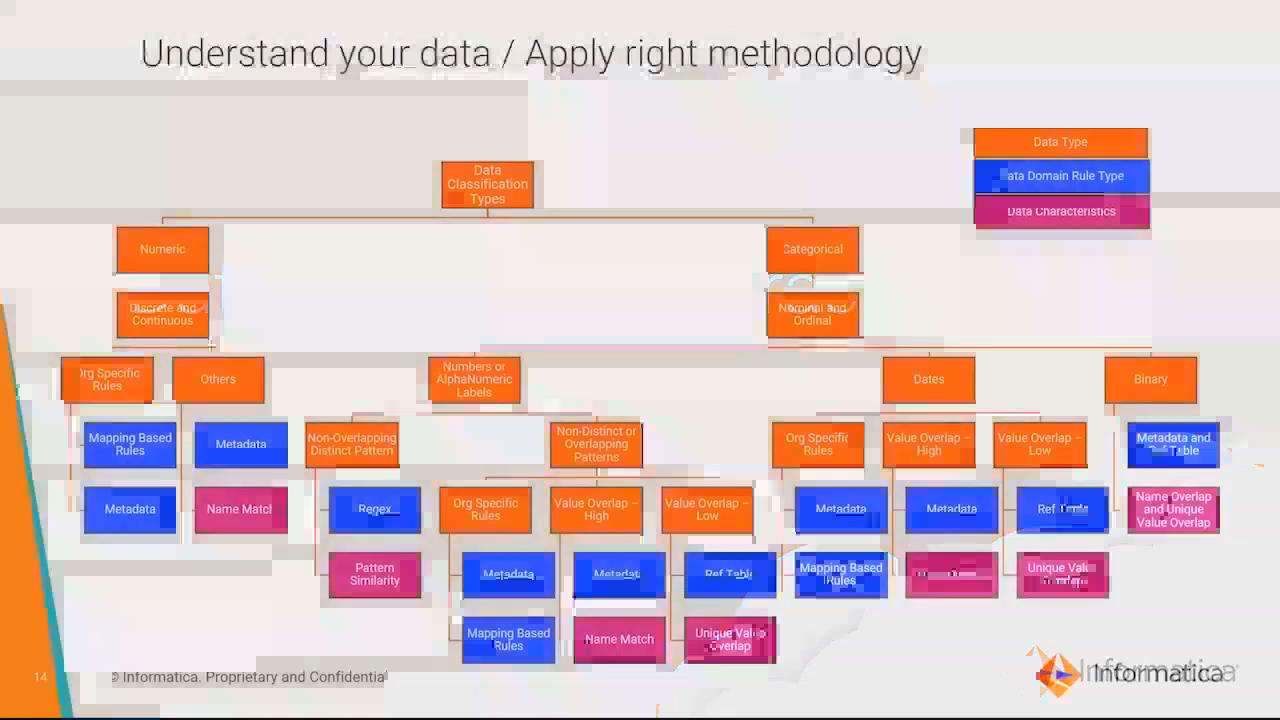 Understand your data / Apply right methodology
Data Type
ata Domain Rule Type
Data Characteristics
Data
Classification
Types
Numeric
Categorical
Discrete and
Continuous
Nominal and
Ordinal
Org Specific
Rules
Others
Numbers or
AlphaNumeric
Labels
Dates
Binary
Mapping Based
Rules
Metadata
Non-Overlapping
Distinct Pattern
Non-Distinct or
Overlapping
Patterns
Org Specific
Rules
Value Overlap –
High
Value Overlap –
Low
Metadata and
Ref Table
Metadata
Name Match
Regex
Org Specific
Rules
Value Overlap –
High
Value Overlap –
Low
Metadata
Metadata
Ref
Name Overlap
and Unique
Value Overlap
Pattern
Similarity
Metadata
Metadata
Ref Table
Mapping Based
Rules
Unique
Mapping Based
Rules
Name Match
Unique Value
Overlap
14
© Informatica. Proprietary and Confidential
Informatica